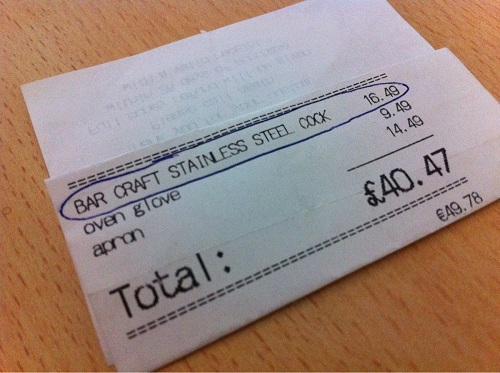 BAR CRAFT STAINLESS STEEL COCK 16.49
oven glove 9.49
apron 14.49
Total: £40.47
€49.78